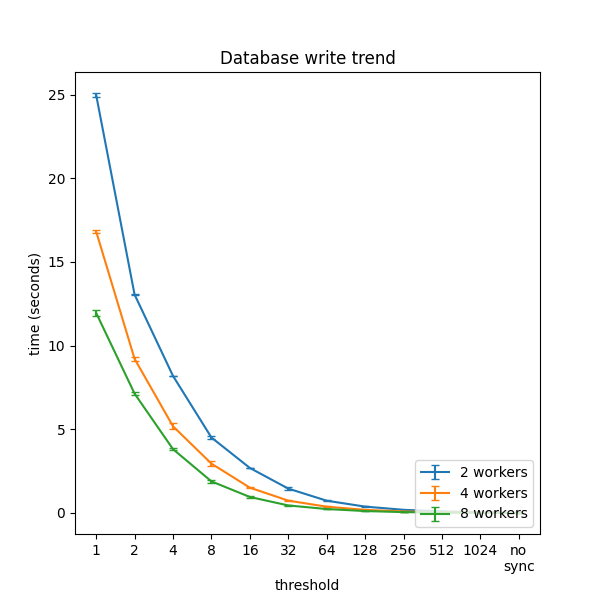 Database write trend
25
20
15
10
5
0
time (seconds)
2 workers
4 workers
8 workers
1 2 4 8 16 32 64 128 256 512 1024 no
sync
threshold